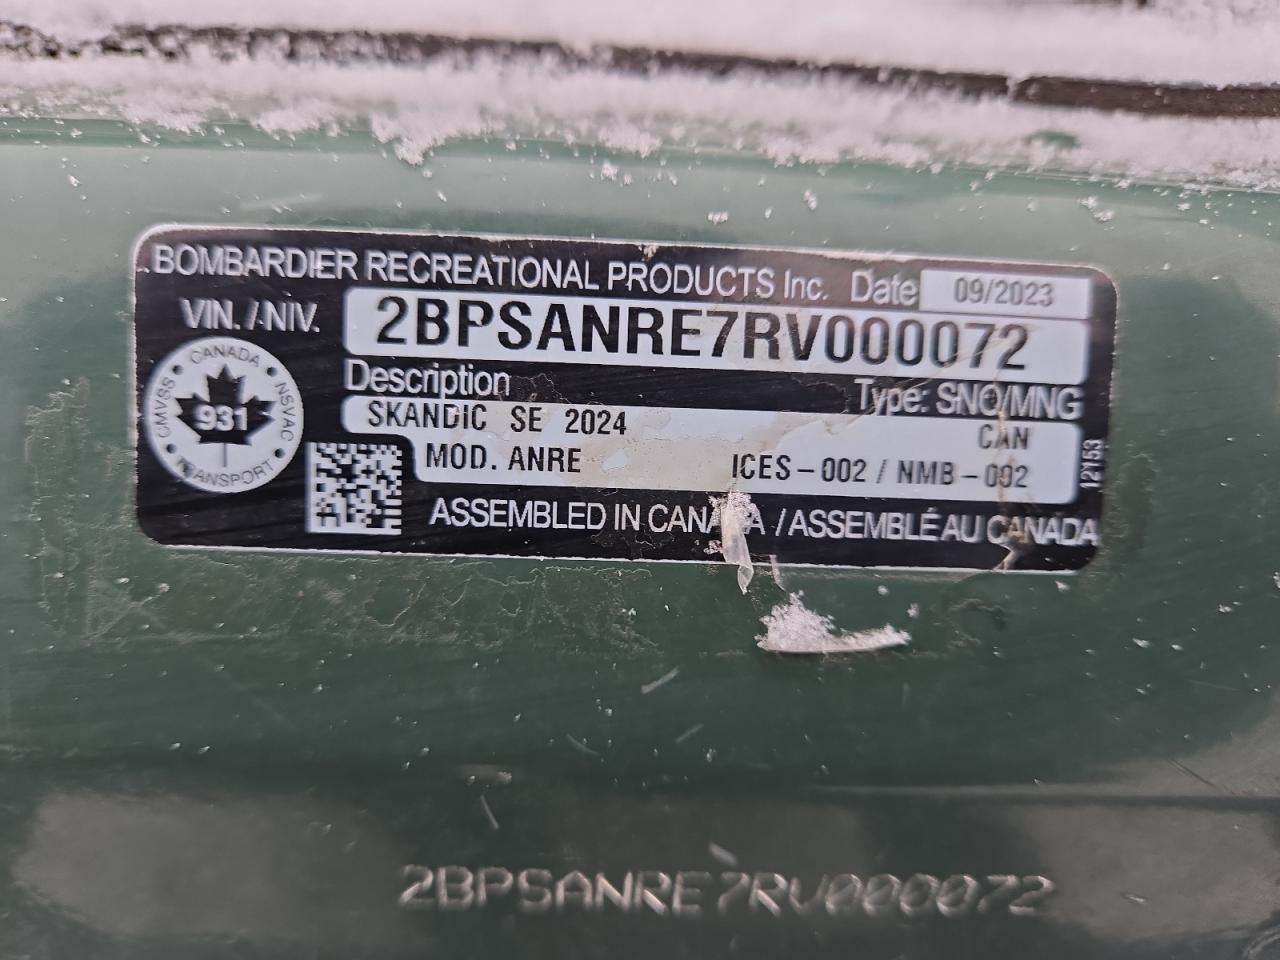 BOMBARDIER RECREATIONAL PRODUCTS Inc. Date 09/2023
VIN. / NIV. 2BPSANRE7RV000072
Description Type: SNO/MNG
SKANDIC SE 2024 CAN
MOD. ANRE ICES-002 / NMB-002
CANADA • NSVAC • TRANSPORT • CMVSS •
931
12153
ASSEMBLED IN CANADA / ASSEMBLÉ AU CANADA
2BPSANRE7RV000072